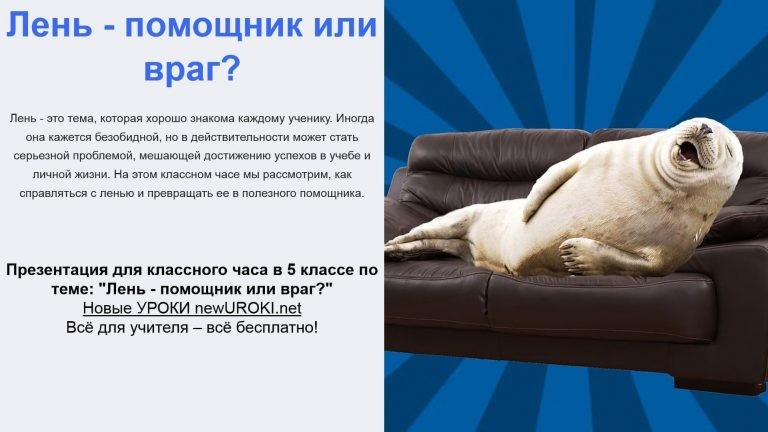 Лень - помощник или
враг?
Лень - это тема, которая хорошо знакома каждому ученику. Иногда
она кажется безобидной, но в действительности может стать
серьезной проблемой, мешающей достижению успехов в учебе и
личной жизни. На этом классном часе мы рассмотрим, как
справляться с ленью и превращать ее в полезного помощника.
Презентация для классного часа в 5 классе по
теме: "Лень - помощник или враг?"
Новые УРОКИ newUROKI.net
Всё для учителя – всё бесплатно!